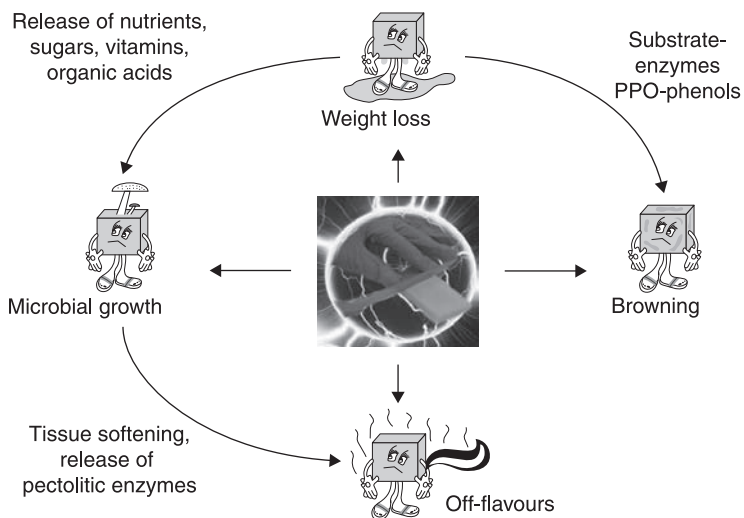 Release of nutrients,
sugars, vitamins,
organic acids
Weight loss
Substrate-
enzymes
PPO-phenols
Microbial growth
Browning
Tissue softening,
release of
pectolitic enzymes
Off-flavours